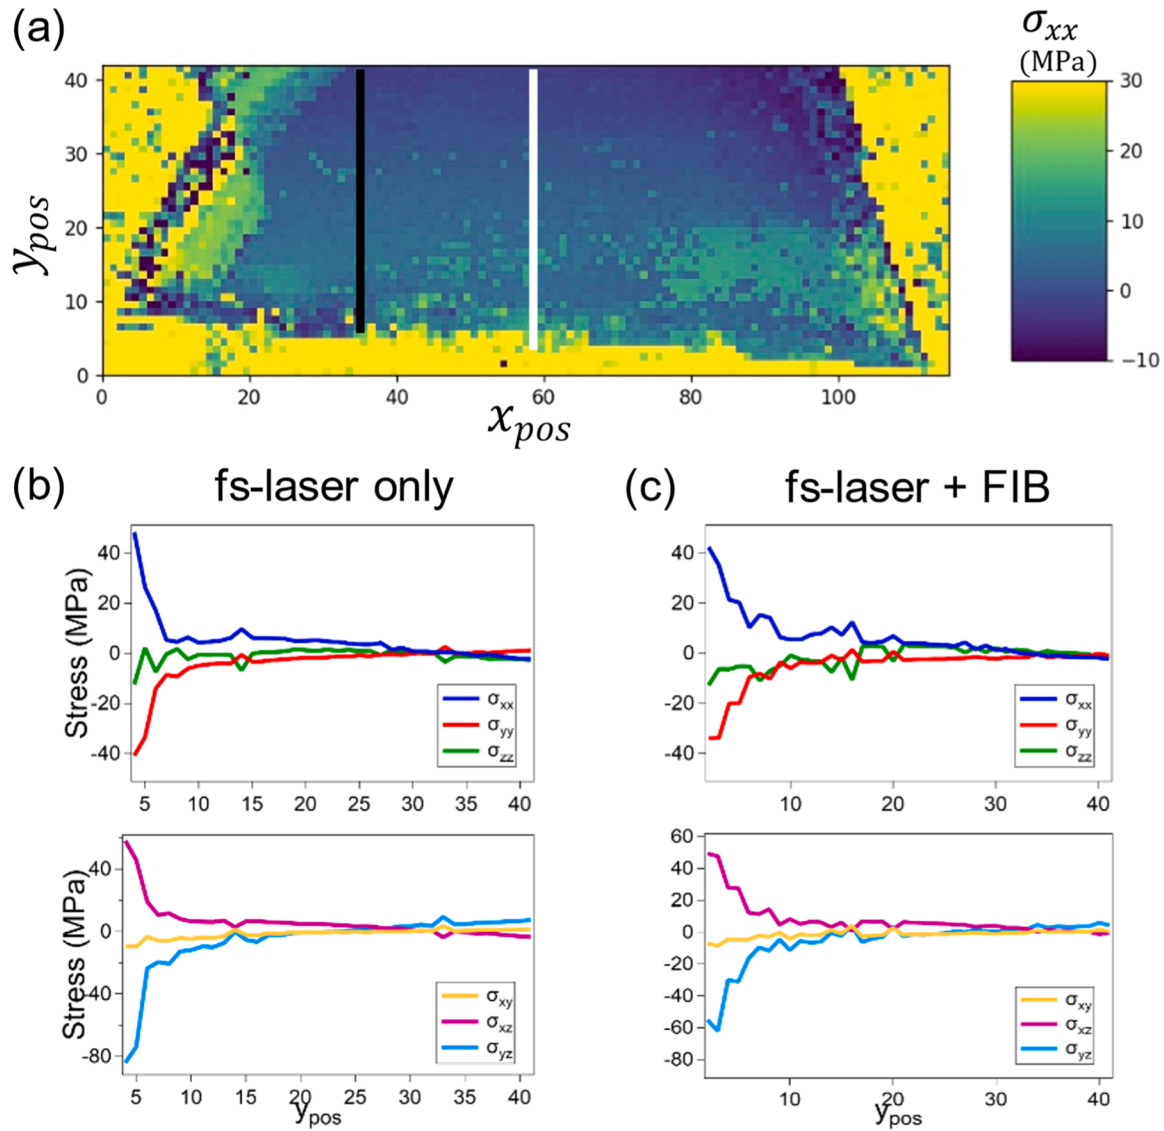 (a)
σxx
(MPa)
30
20
10
0
−10
ypos
40
30
20
10
0
0 20 40 60 80 100
xpos
(b) fs-laser only
(c) fs-laser + FIB
Stress (MPa)
40
20
0
-20
-40
σxx
σyy
σzz
5 10 15 20 25 30 35 40
40
20
0
-20
-40
σxx
σyy
σzz
10 20 30 40
Stress (MPa)
40
0
-40
-80
σxy
σxz
σyz
5 10 15 20 25 30 35 40
ypos
60
40
20
0
-20
-40
-60
-80
σxy
σxz
σyz
10 20 30 40
ypos